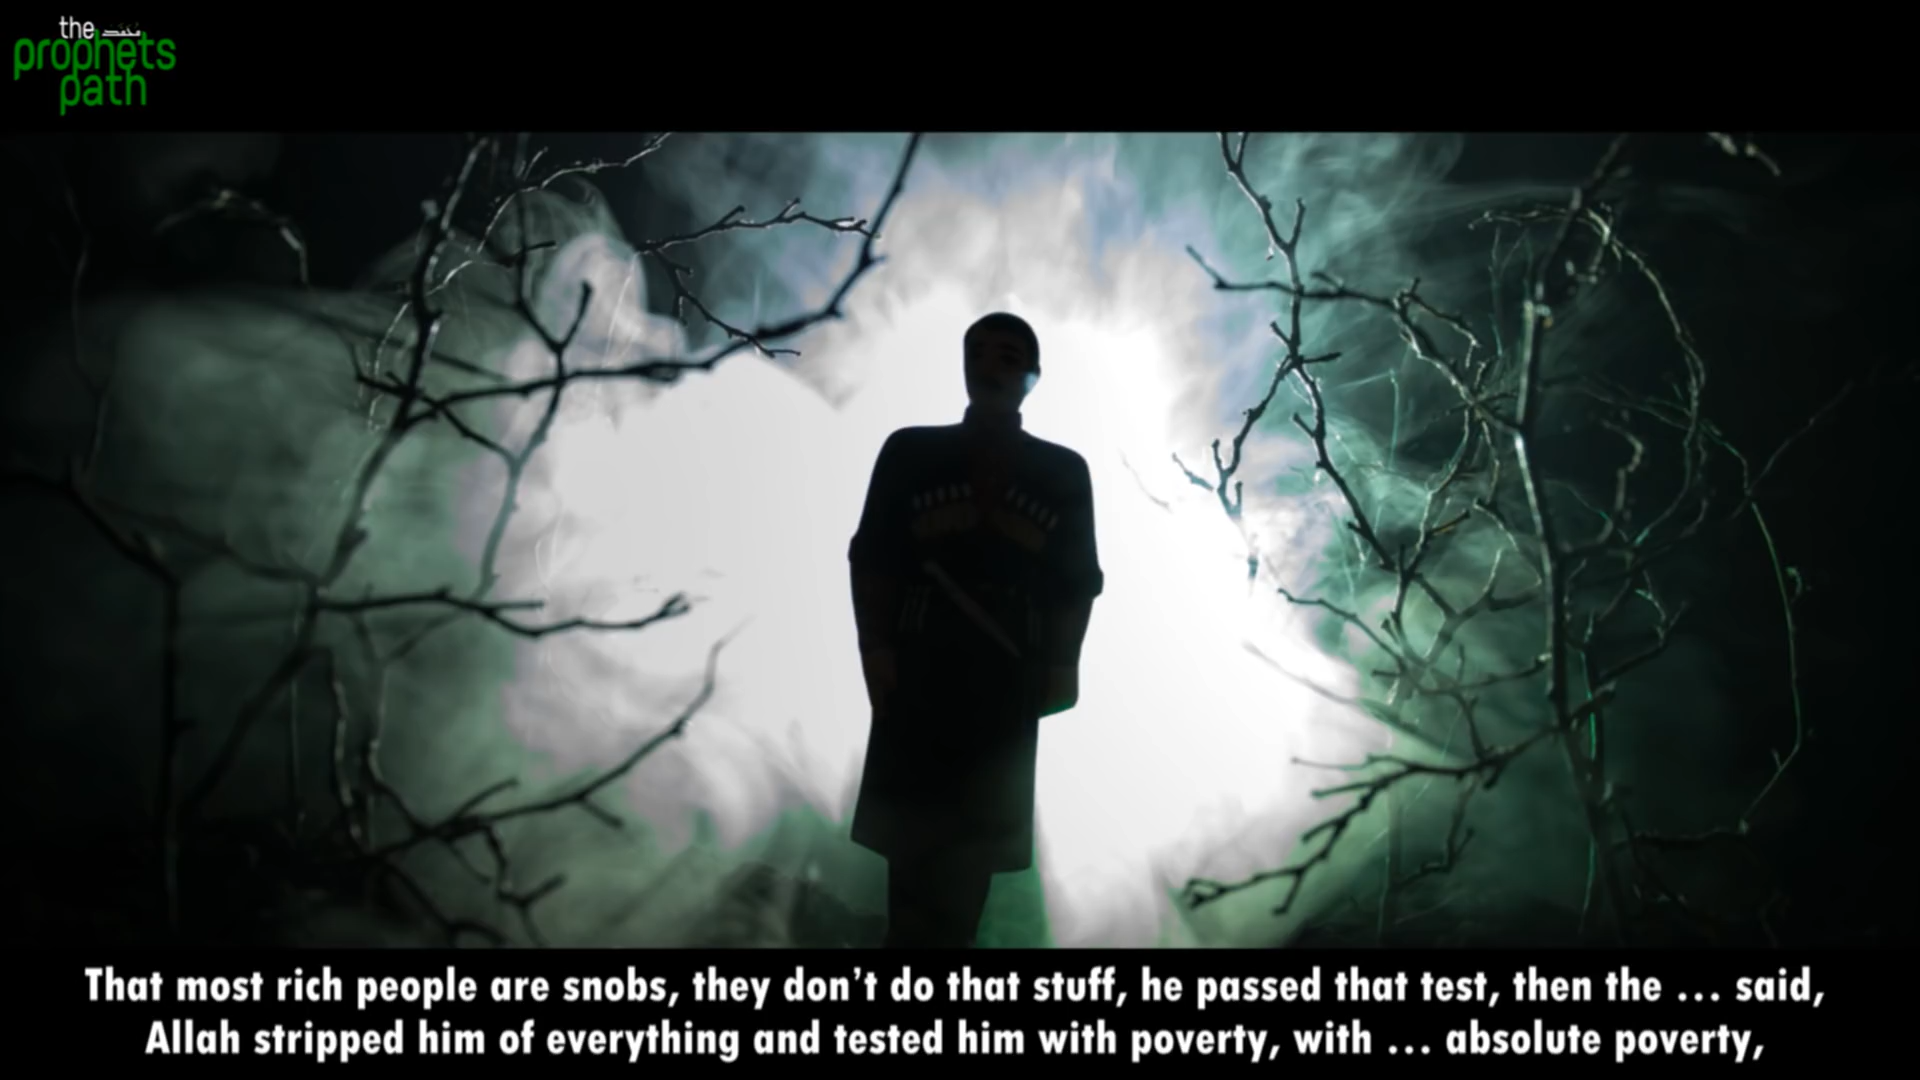 the محمد
prophets
path
That most rich people are snobs, they don’t do that stuff, he passed that test, then the ... said,
Allah stripped him of everything and tested him with poverty, with ... absolute poverty,